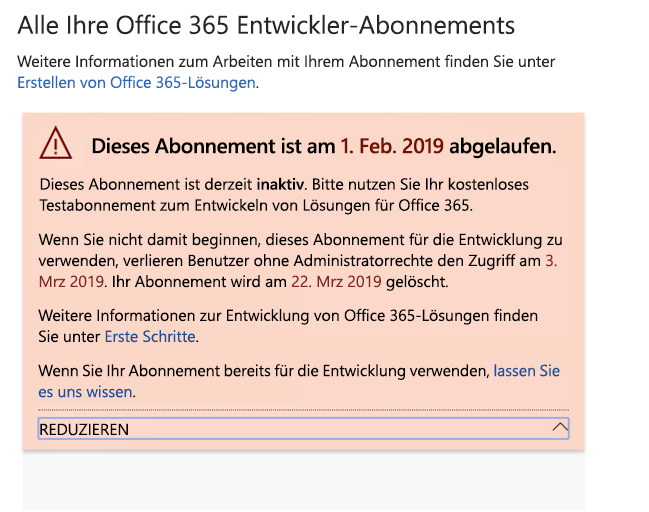 Alle Ihre Office 365 Entwickler-Abonnements
Weitere Informationen zum Arbeiten mit Ihrem Abonnement finden Sie unter
Erstellen von Office 365-Lösungen.
Dieses Abonnement ist am 1. Feb. 2019 abgelaufen.
Dieses Abonnement ist derzeit inaktiv. Bitte nutzen Sie Ihr kostenloses
Testabonnement zum Entwickeln von Lösungen für Office 365.
Wenn Sie nicht damit beginnen, dieses Abonnement für die Entwicklung zu
verwenden, verlieren Benutzer ohne Administratorrechte den Zugriff am 3.
Mrz 2019. Ihr Abonnement wird am 22. Mrz 2019 gelöscht.
Weitere Informationen zur Entwicklung von Office 365-Lösungen finden
Sie unter Erste Schritte.
Wenn Sie Ihr Abonnement bereits für die Entwicklung verwenden, lassen Sie
es uns wissen.
REDUZIEREN